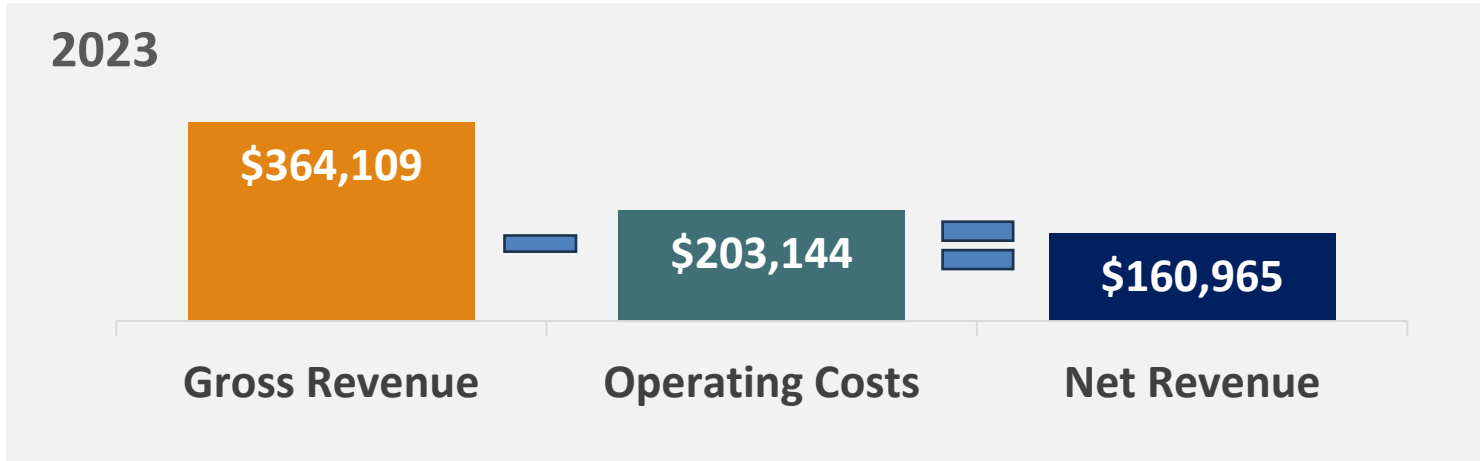 2023
$364,109
$203,144
$160,965
Gross Revenue
Operating Costs
Net Revenue